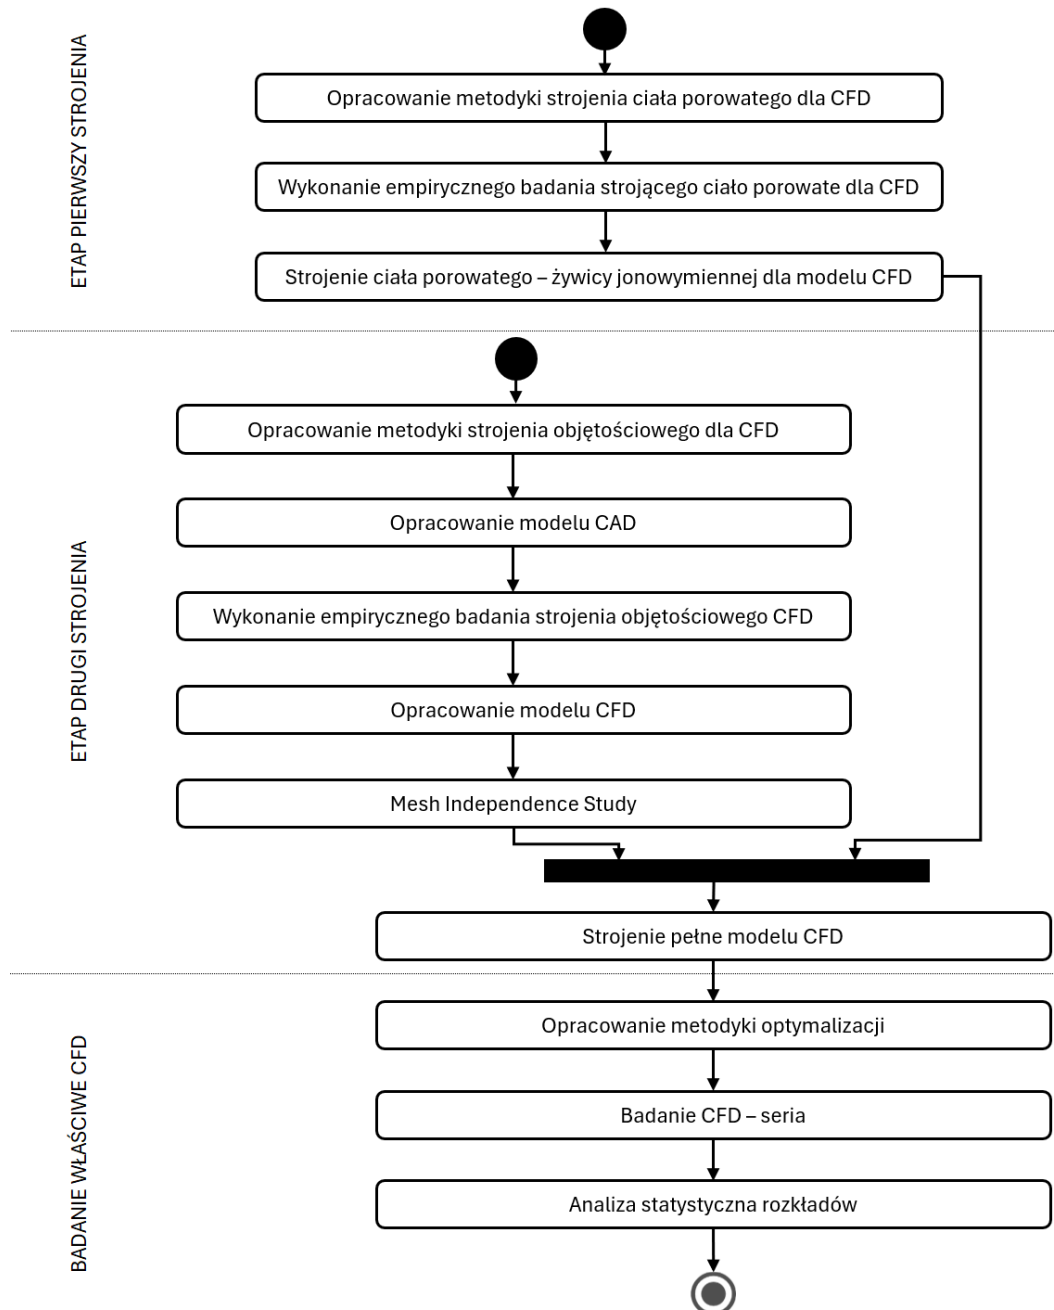 ETAP PIERWSZY STROJENIA
Opracowanie metodyki strojenia ciała porowatego dla CFD
Wykonanie empirycznego badania strojącego ciało porowate dla CFD
Strojenie ciała porowatego – żywicy jonowymiennej dla modelu CFD
ETAP DRUGI STROJENIA
Opracowanie metodyki strojenia objętościowego dla CFD
Opracowanie modelu CAD
Wykonanie empirycznego badania strojenia objętościowego CFD
Opracowanie modelu CFD
Mesh Independence Study
Strojenie pełne modelu CFD
BADANIE WŁAŚCIWE CFD
Opracowanie metodyki optymalizacji
Badanie CFD – seria
Analiza statystyczna rozkładów